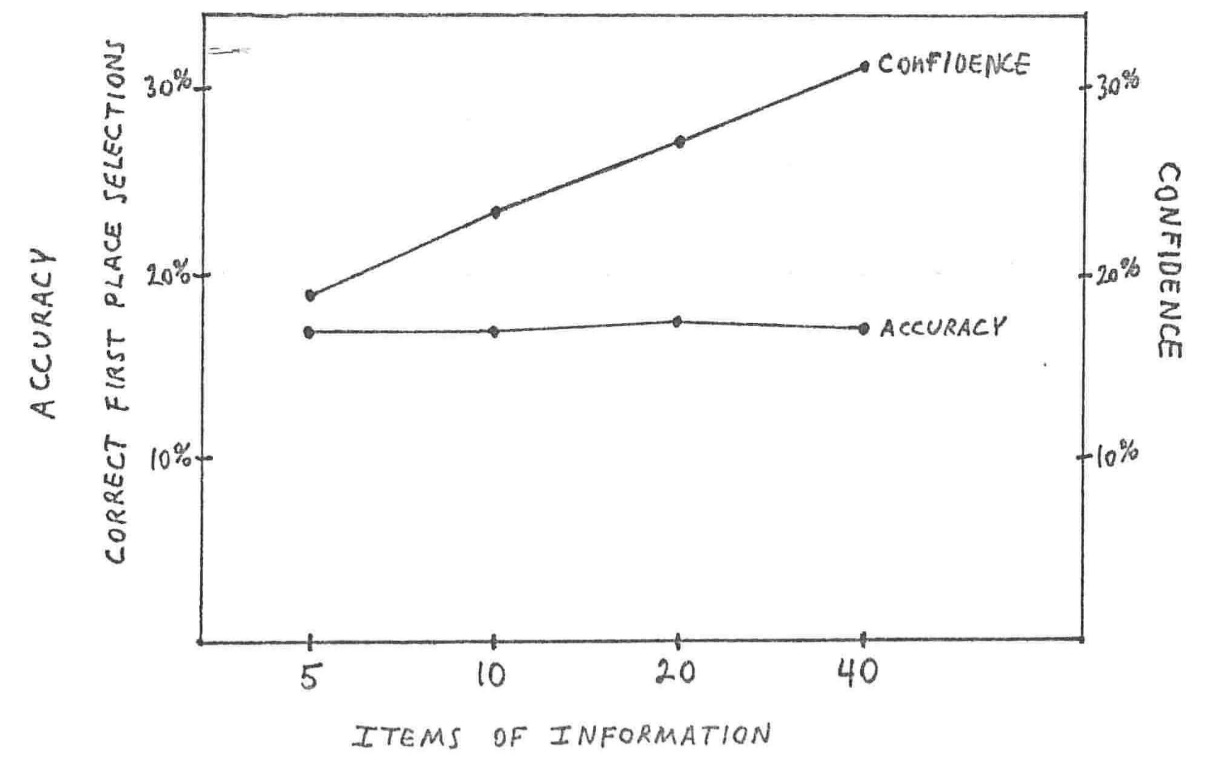 ACCURACY
CORRECT FIRST PLACE SELECTIONS
30%
20%
10%
CONFIDENCE
ACCURACY
30%
20%
10%
CONFIDENCE
5 10 20 40
ITEMS OF INFORMATION